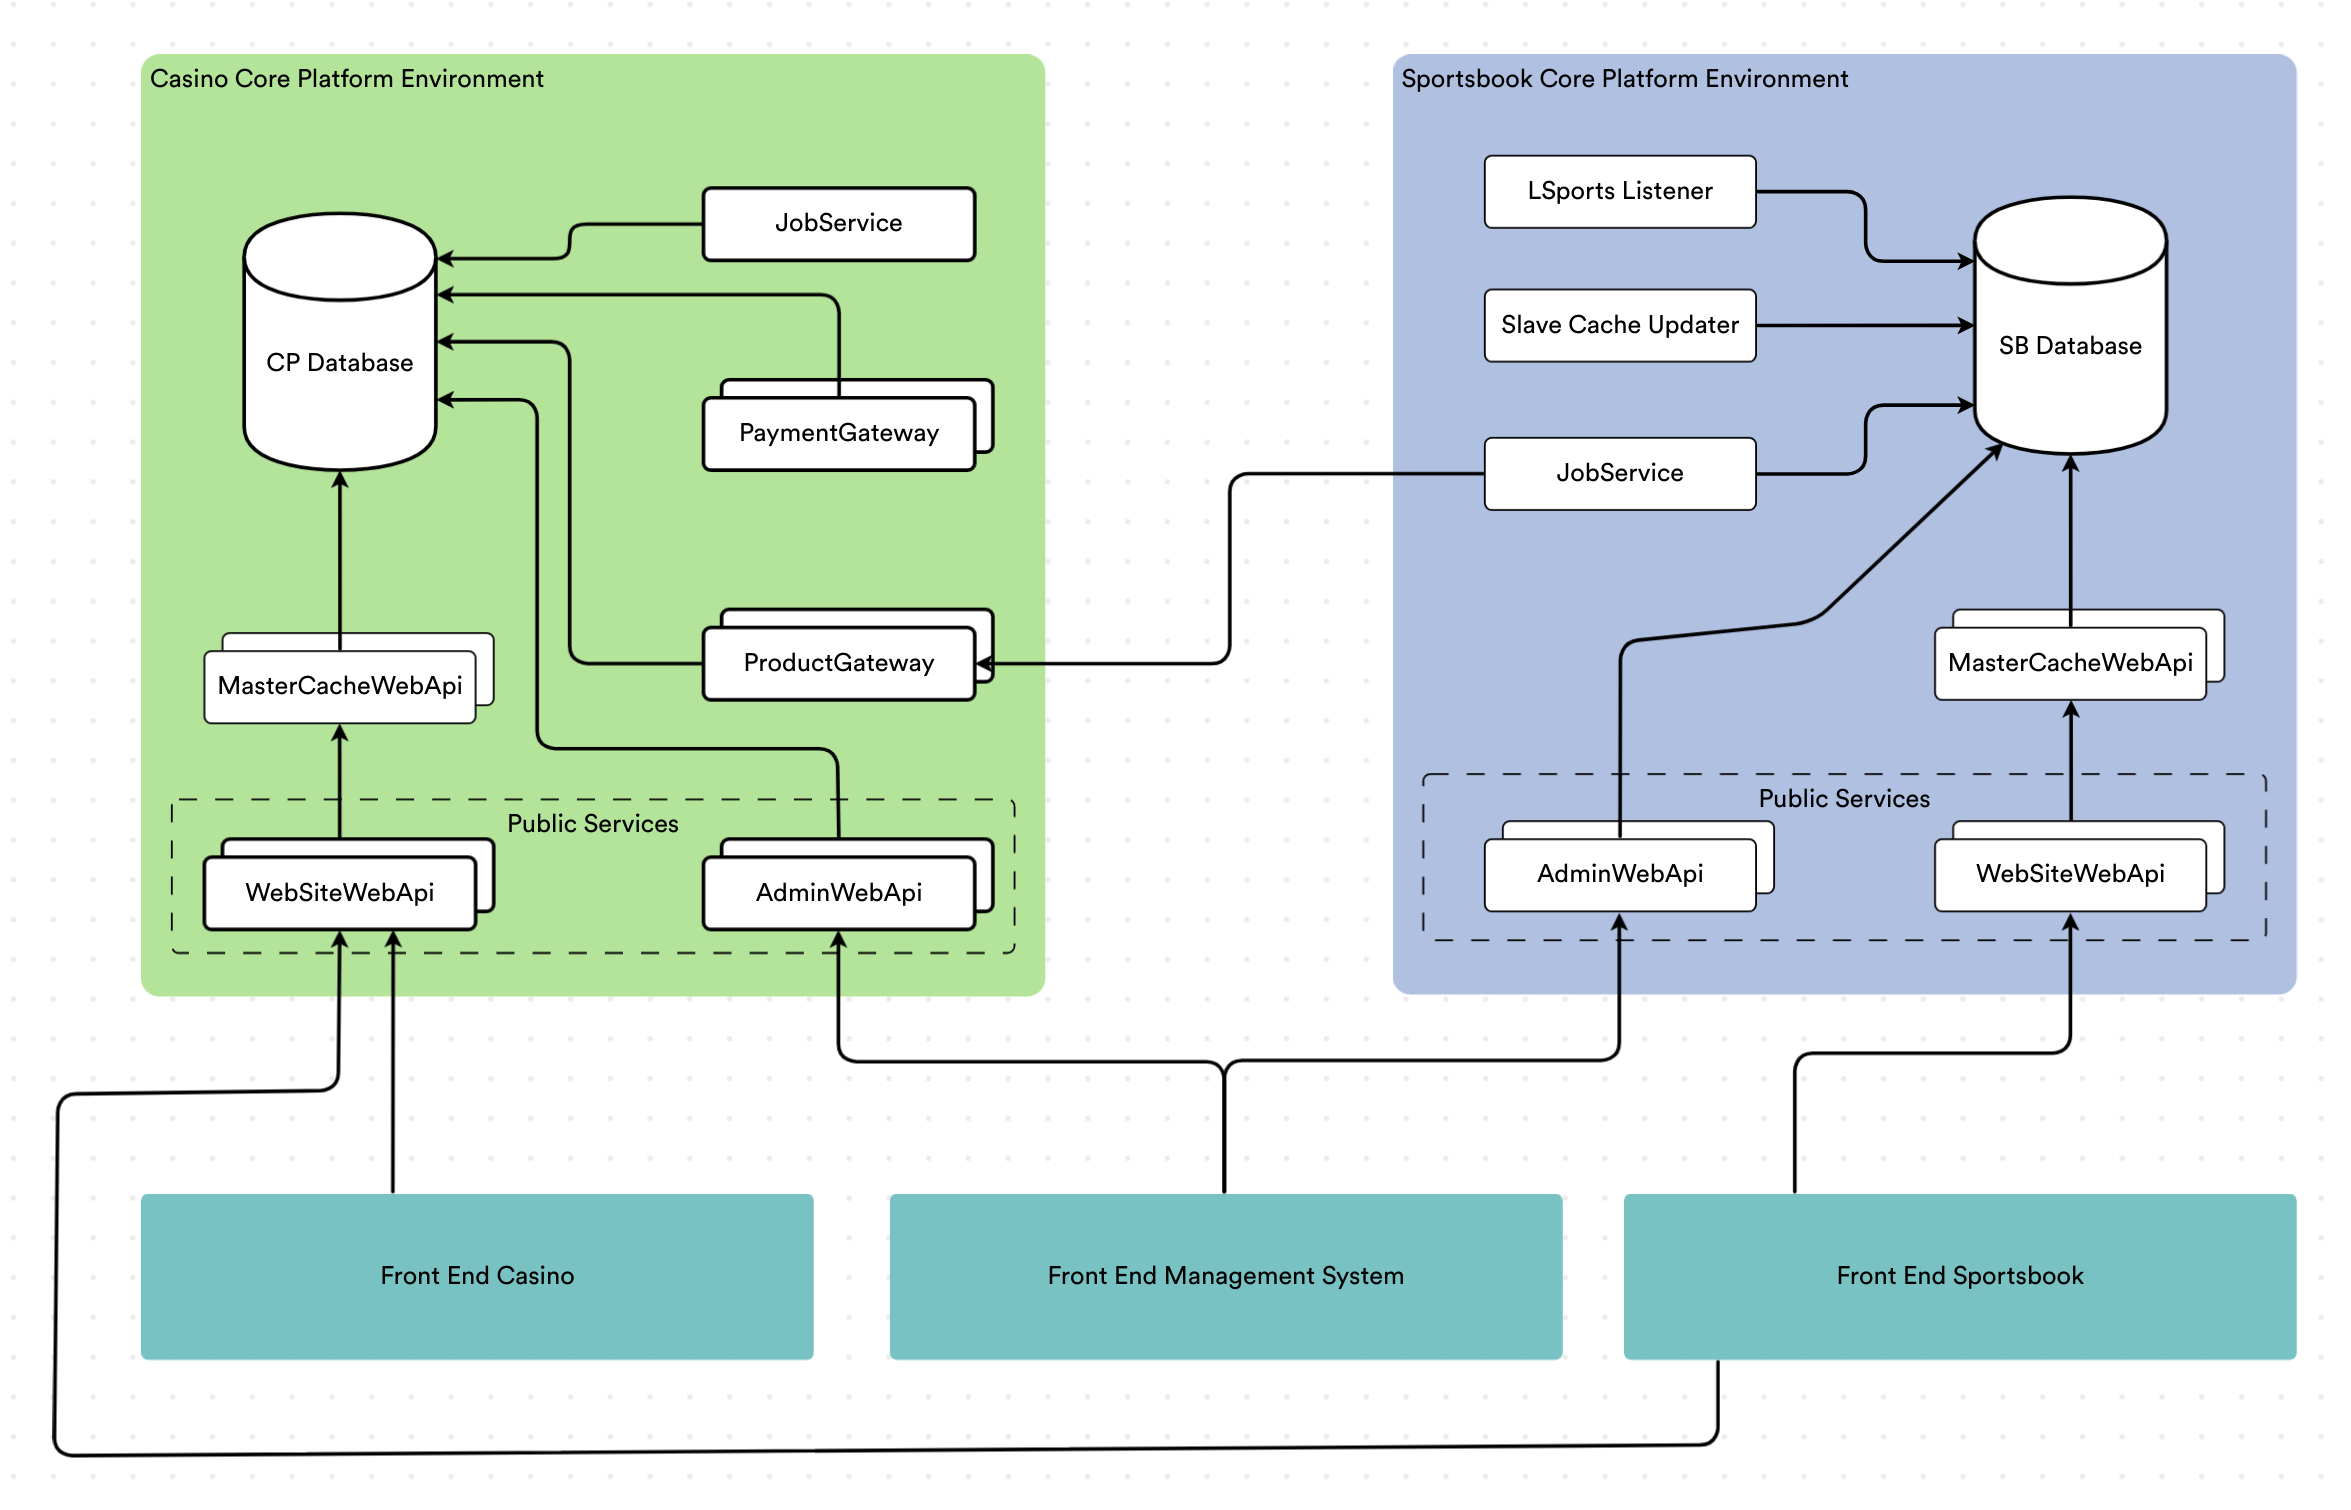 Casino Core Platform Environment
JobService
CP Database
PaymentGateway
ProductGateway
MasterCacheWebApi
Public Services
WebSiteWebApi
AdminWebApi
Sportsbook Core Platform Environment
LSports Listener
Slave Cache Updater
SB Database
JobService
MasterCacheWebApi
Public Services
AdminWebApi
WebSiteWebApi
Front End Casino
Front End Management System
Front End Sportsbook